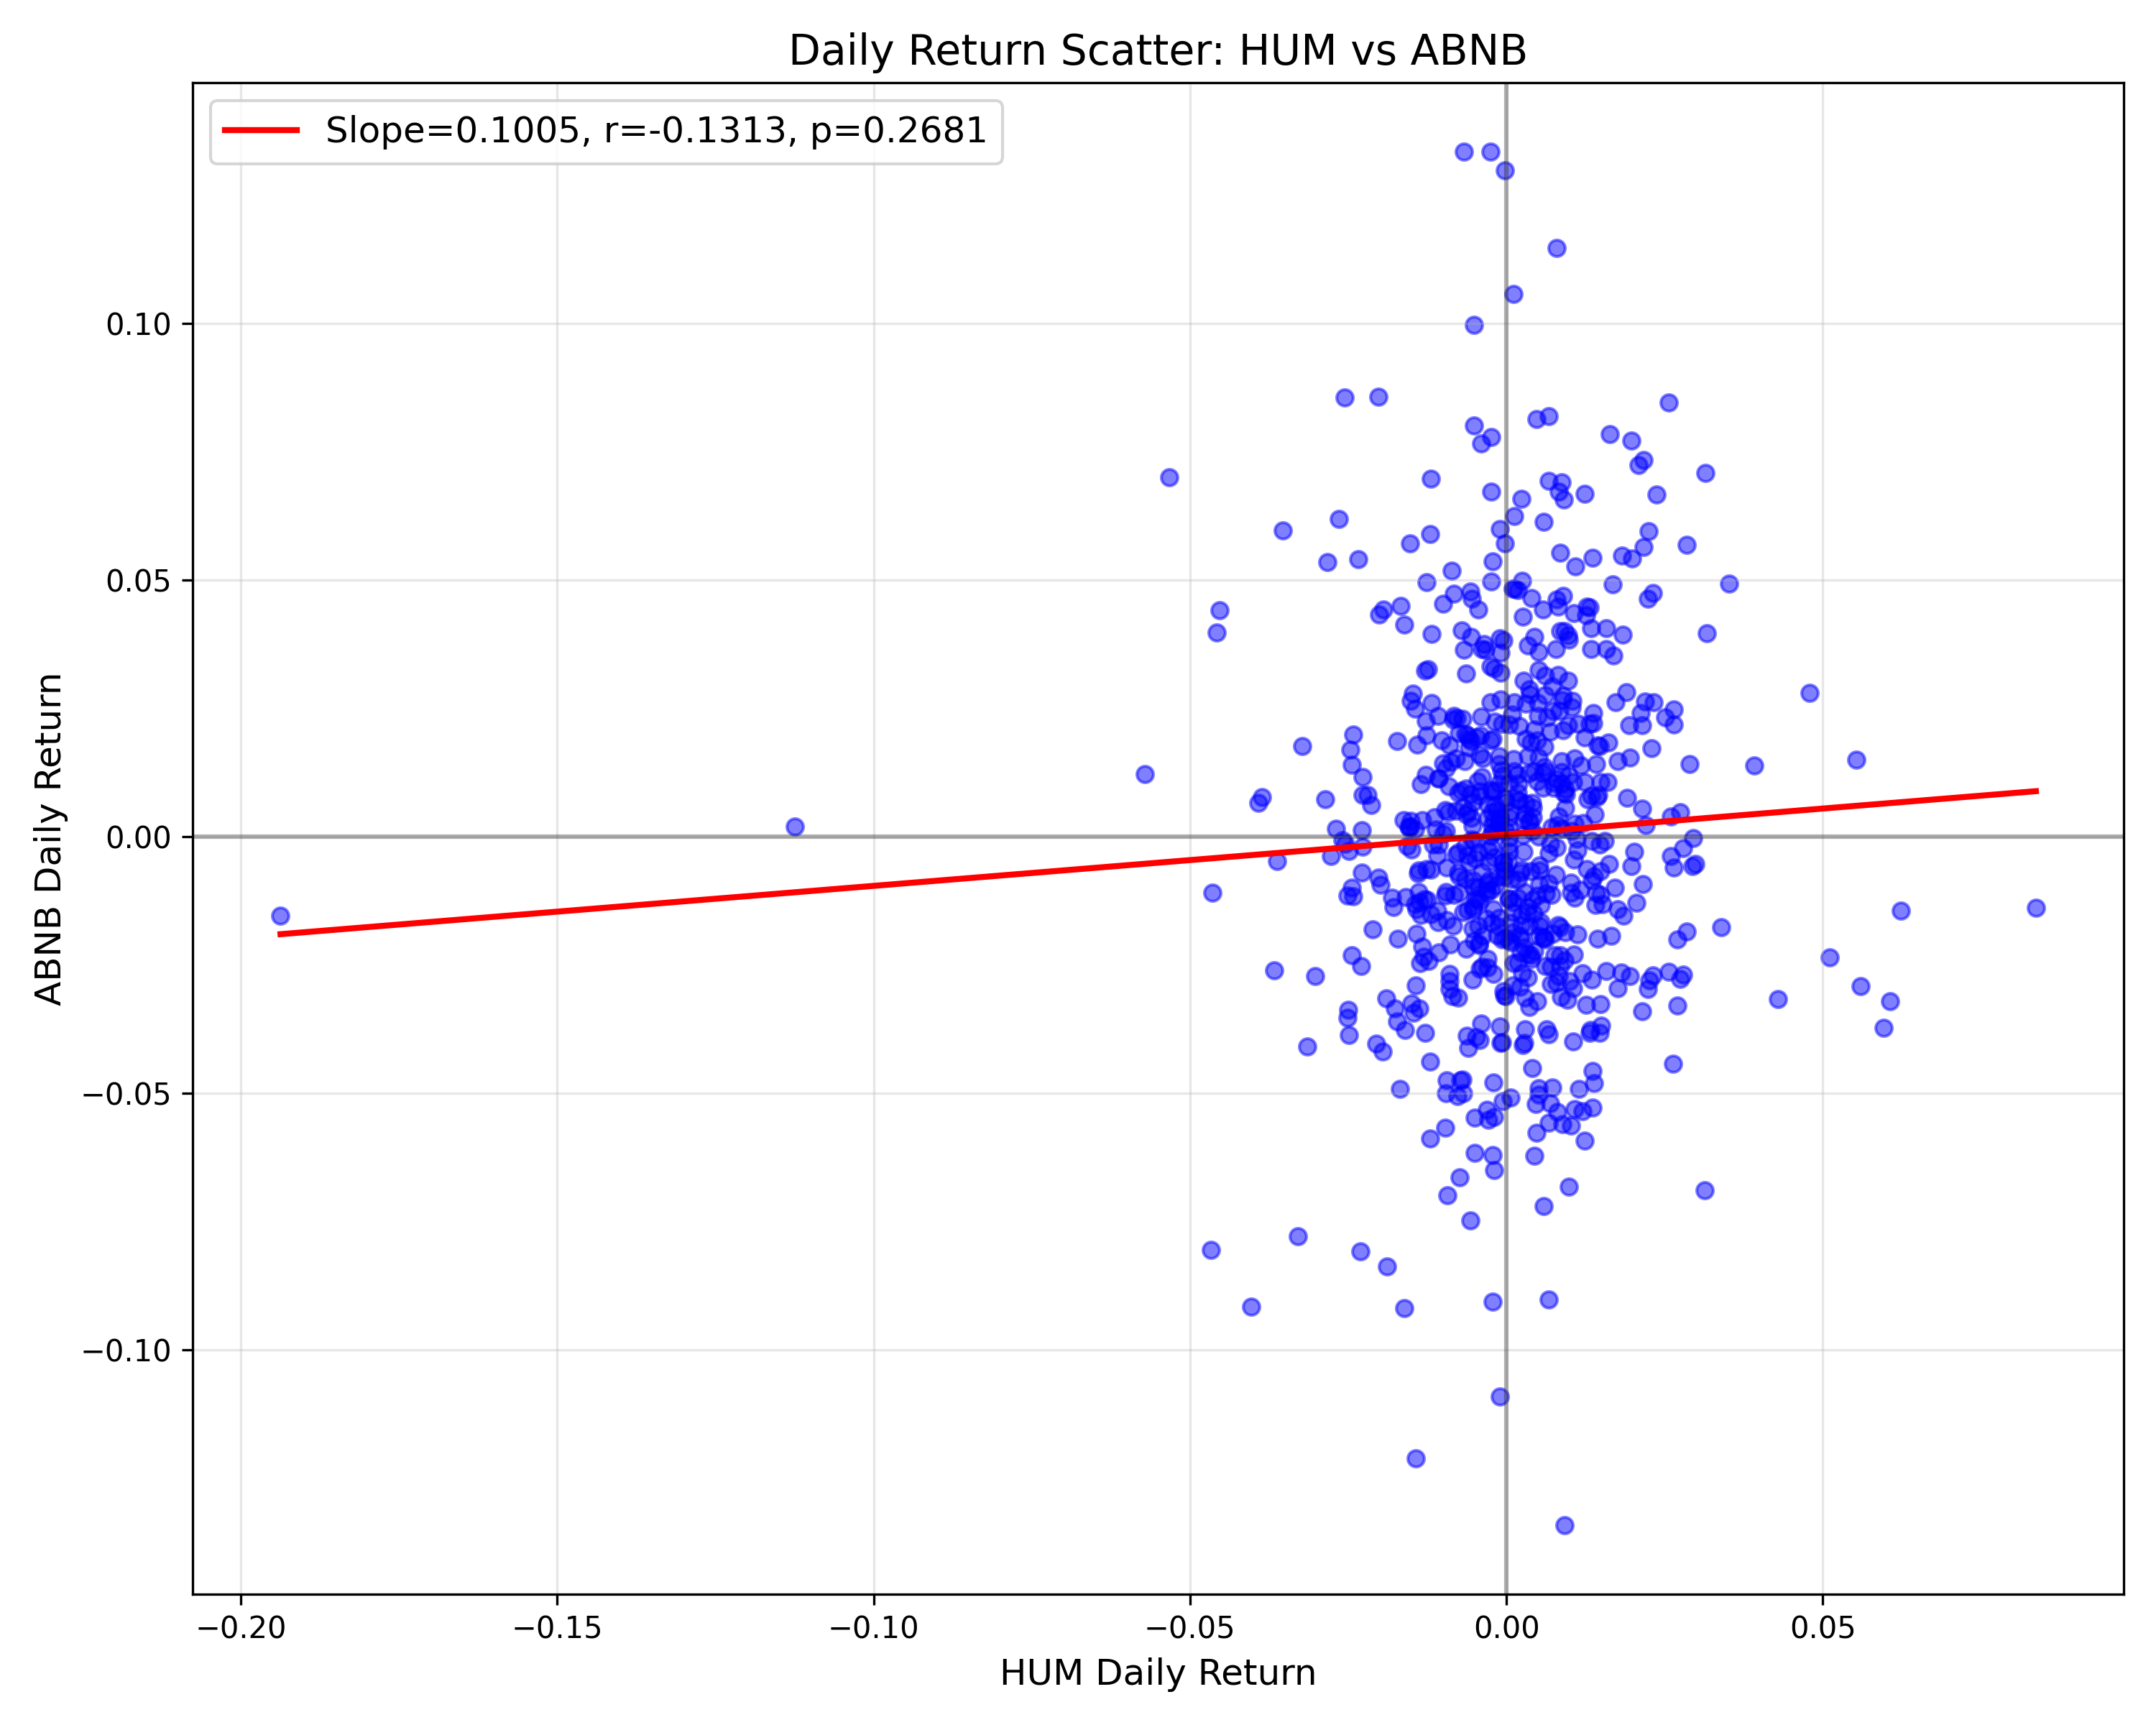 Daily Return Scatter: HUM vs ABNB
Slope=0.1005, r=-0.1313, p=0.2681
ABNB Daily Return
0.10
0.05
0.00
−0.05
−0.10
−0.20
−0.15
−0.10
−0.05
0.00
0.05
HUM Daily Return